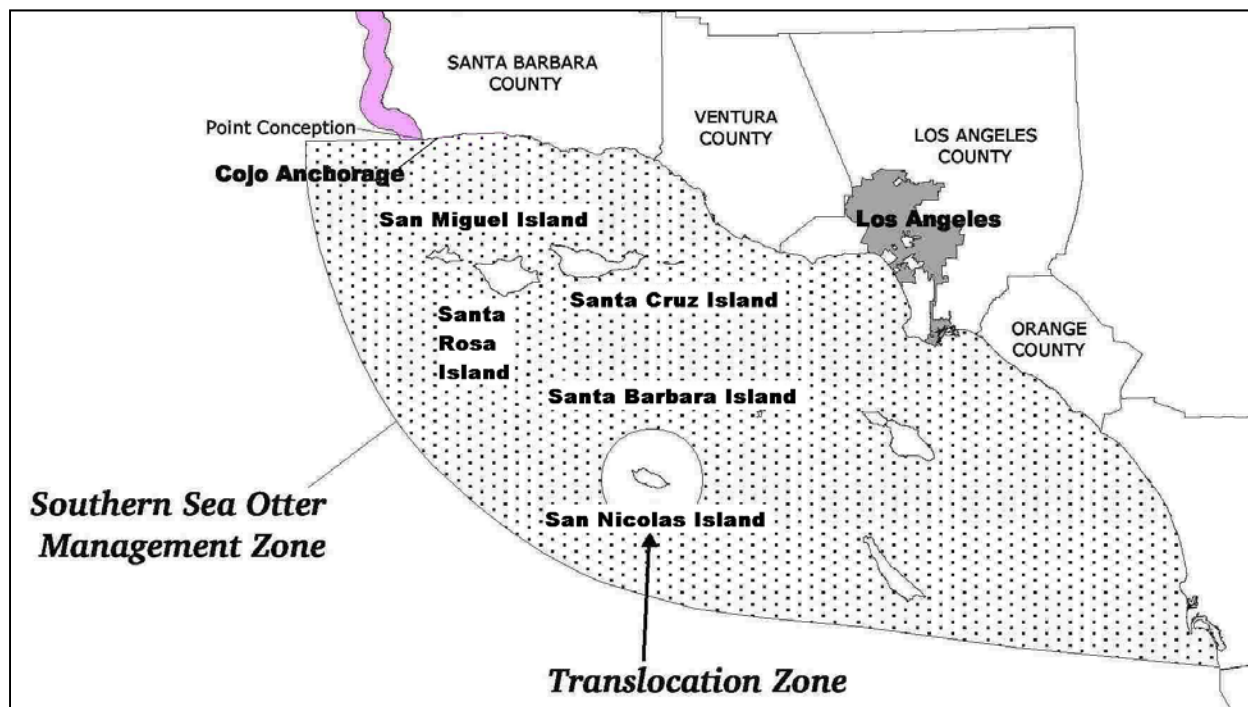 SANTA BARBARA
COUNTY
Point Conception
VENTURA
COUNTY
LOS ANGELES
COUNTY
Cojo Anchorage
San Miguel Island
Los Angeles
Santa Cruz Island
Santa
Rosa
Island
ORANGE
COUNTY
Santa Barbara Island
Southern Sea Otter
Management Zone
San Nicolas Island
Translocation Zone